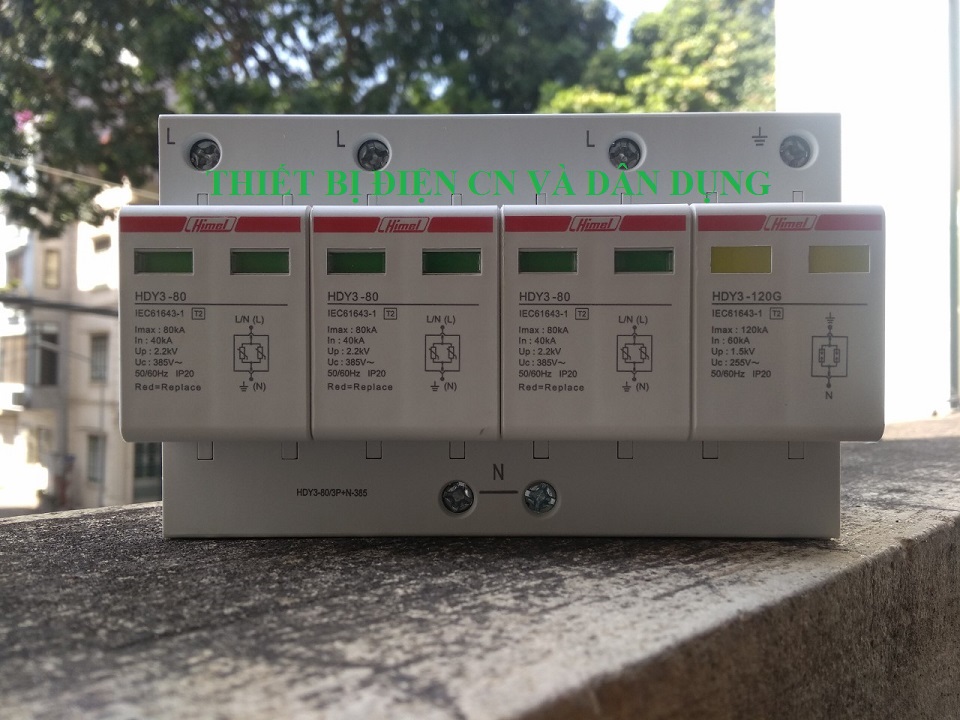 L L L
THIẾT BỊ ĐIỆN CN VÀ DÂN DỤNG
Himel
HDY3-80
IEC61643-1 T2
Imax : 80kA
In : 40kA
Up : 2.2kV
Uc : 385V~
50/60Hz IP20
Red=Replace
L/N (L)
(N)
Himel
HDY3-80
IEC61643-1 T2
Imax : 80kA
In : 40kA
Up : 2.2kV
Uc : 385V~
50/60Hz IP20
Red=Replace
L/N (L)
(N)
Himel
HDY3-80
IEC61643-1 T2
Imax : 80kA
In : 40kA
Up : 2.2kV
Uc : 385V~
50/60Hz IP20
Red=Replace
L/N (L)
(N)
Himel
HDY3-120G
IEC61643-1 T2
Imax : 120kA
In : 60kA
Up : 1.5kV
Uc : 255V~
50/60Hz IP20
N
N
HDY3-80/3P+N-385